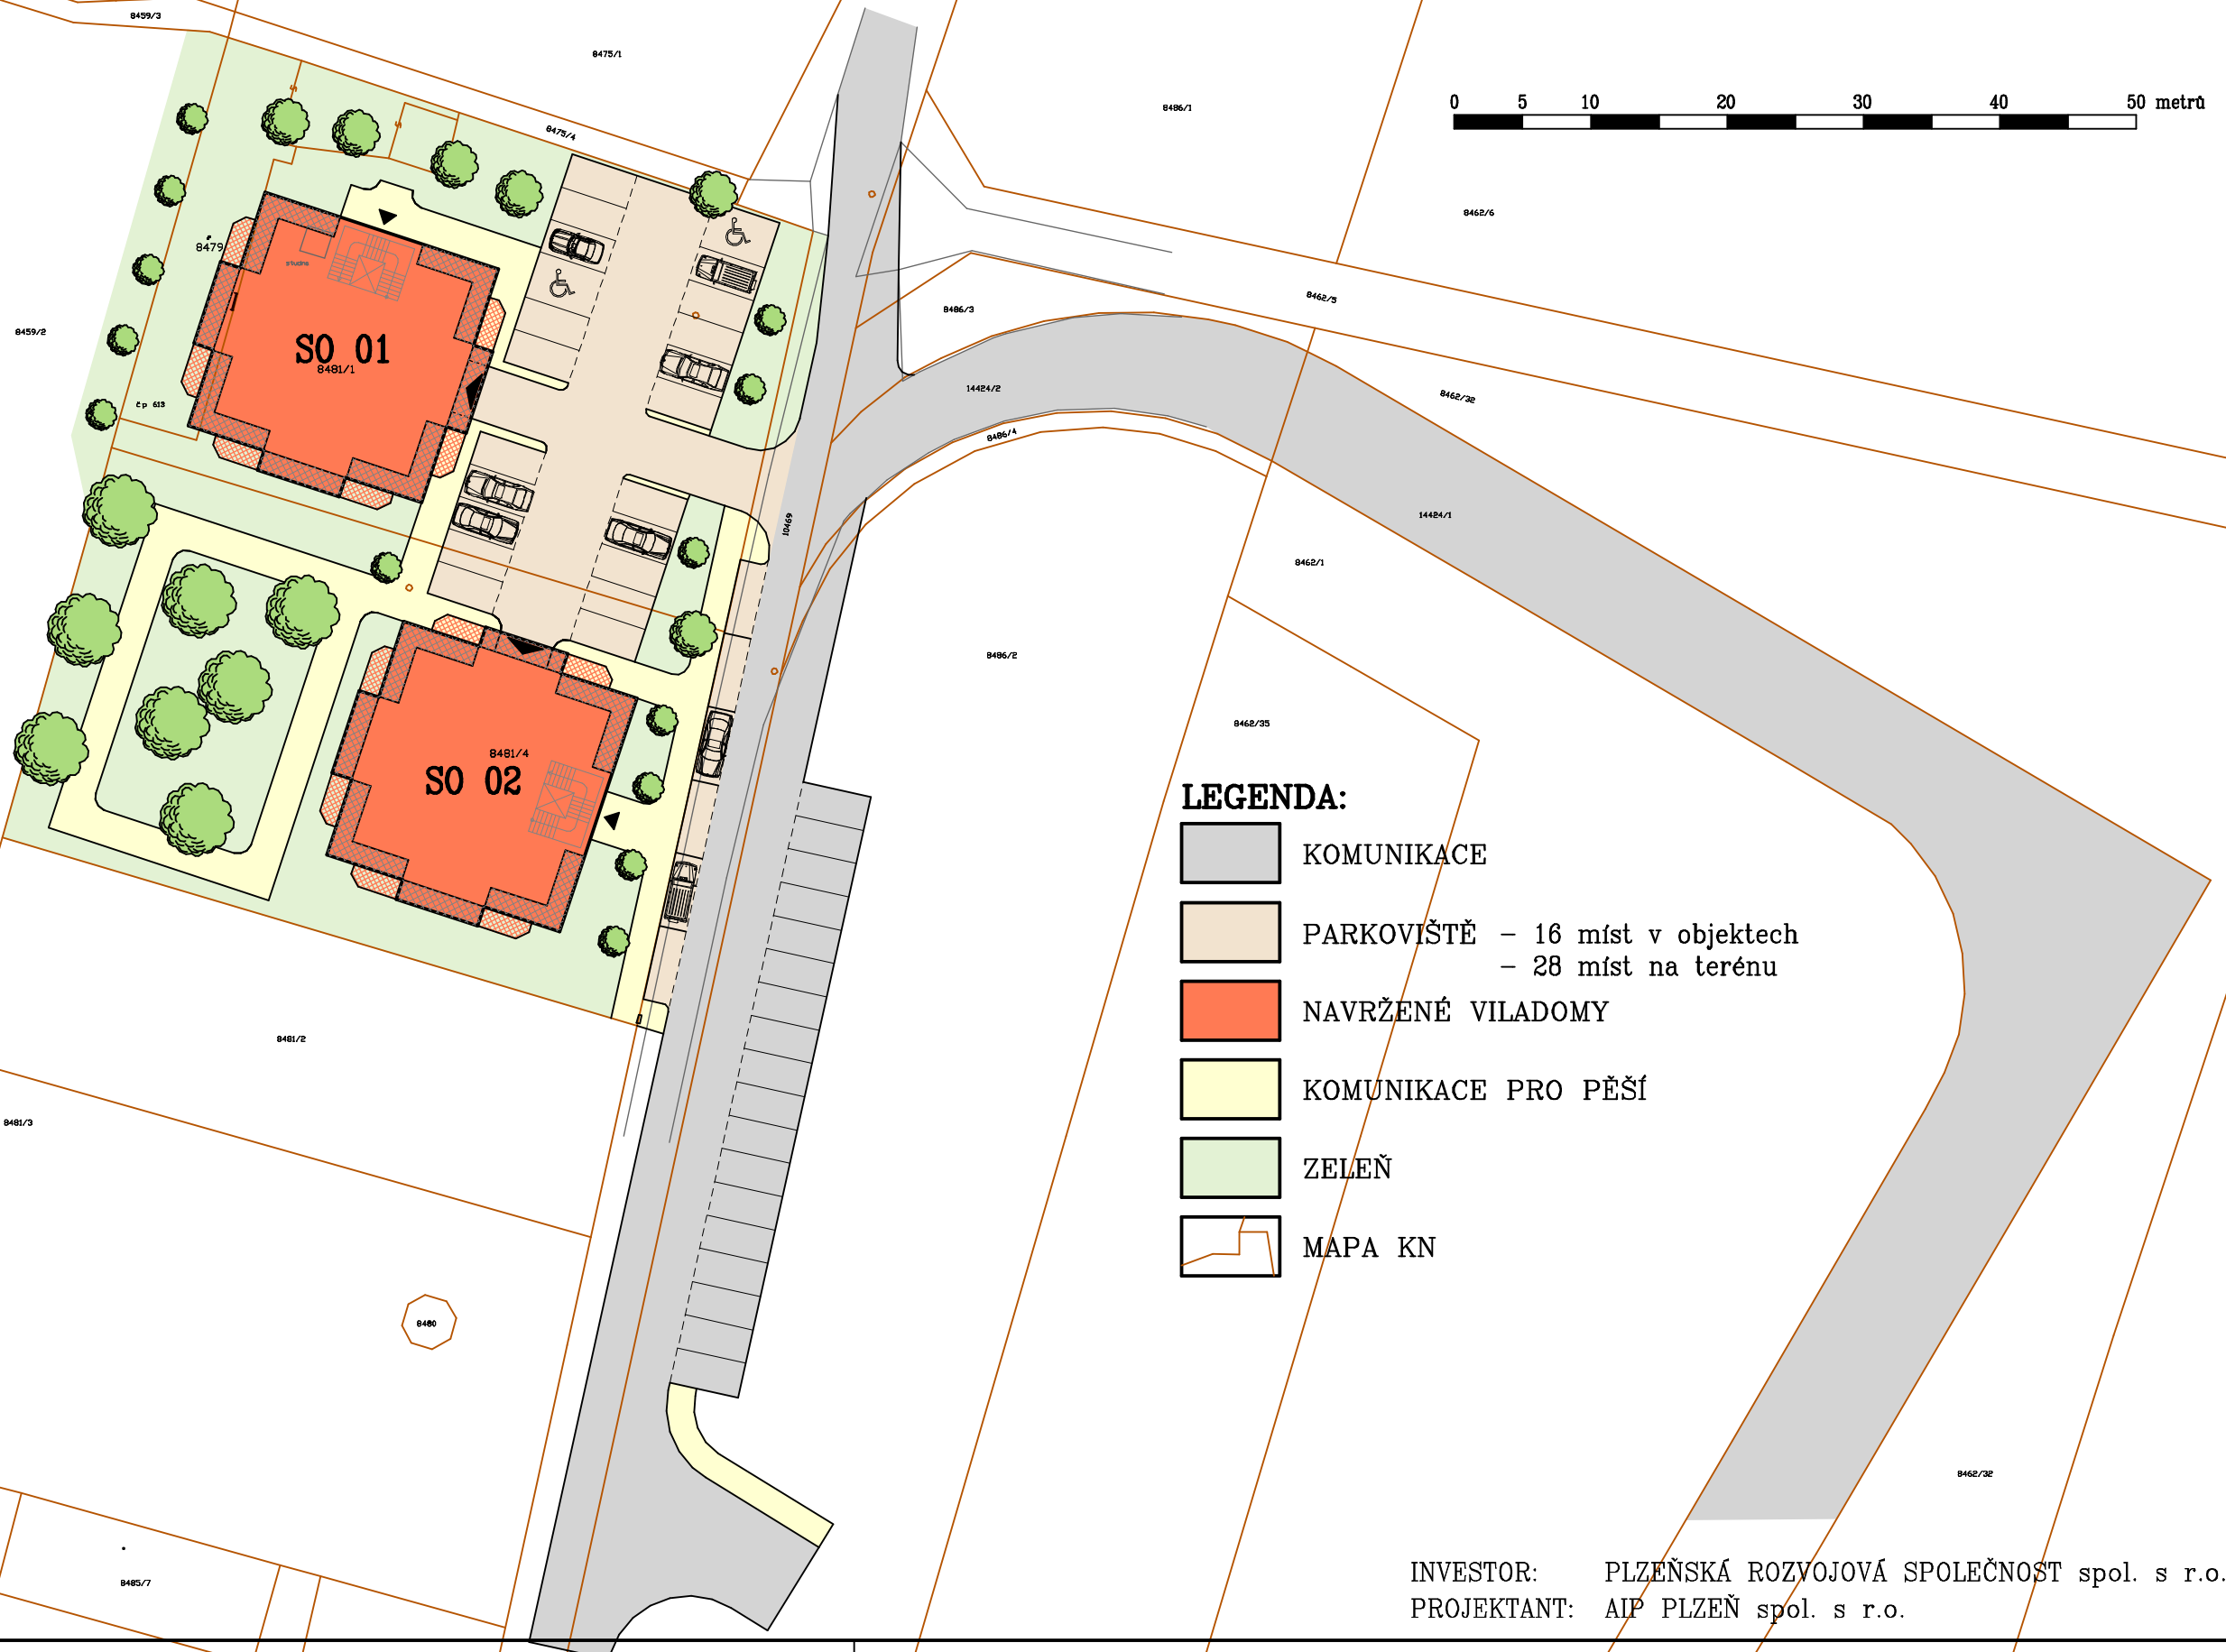 8459/3
8475/1
0 5 10 20 30 40 50 metrů
8486/1
8475/4
8462/6
8479
studna
8462/5
8486/3
8459/2
SO 01
8481/1
14424/2
8462/32
čp 613
8486/4
14424/1
10469
8462/1
8486/2
8462/35
8481/4
SO 02
LEGENDA:
KOMUNIKACE
PARKOVIŠTĚ – 16 míst v objektech
– 28 míst na terénu
NAVRŽENÉ VILADOMY
8481/2
KOMUNIKACE PRO PĚŠÍ
8481/3
ZELEŇ
MAPA KN
8480
8462/32
INVESTOR: PLZEŇSKÁ ROZVOJOVÁ SPOLEČNOST spol. s r.o.
8485/7
PROJEKTANT: AIP PLZEŇ spol. s r.o.